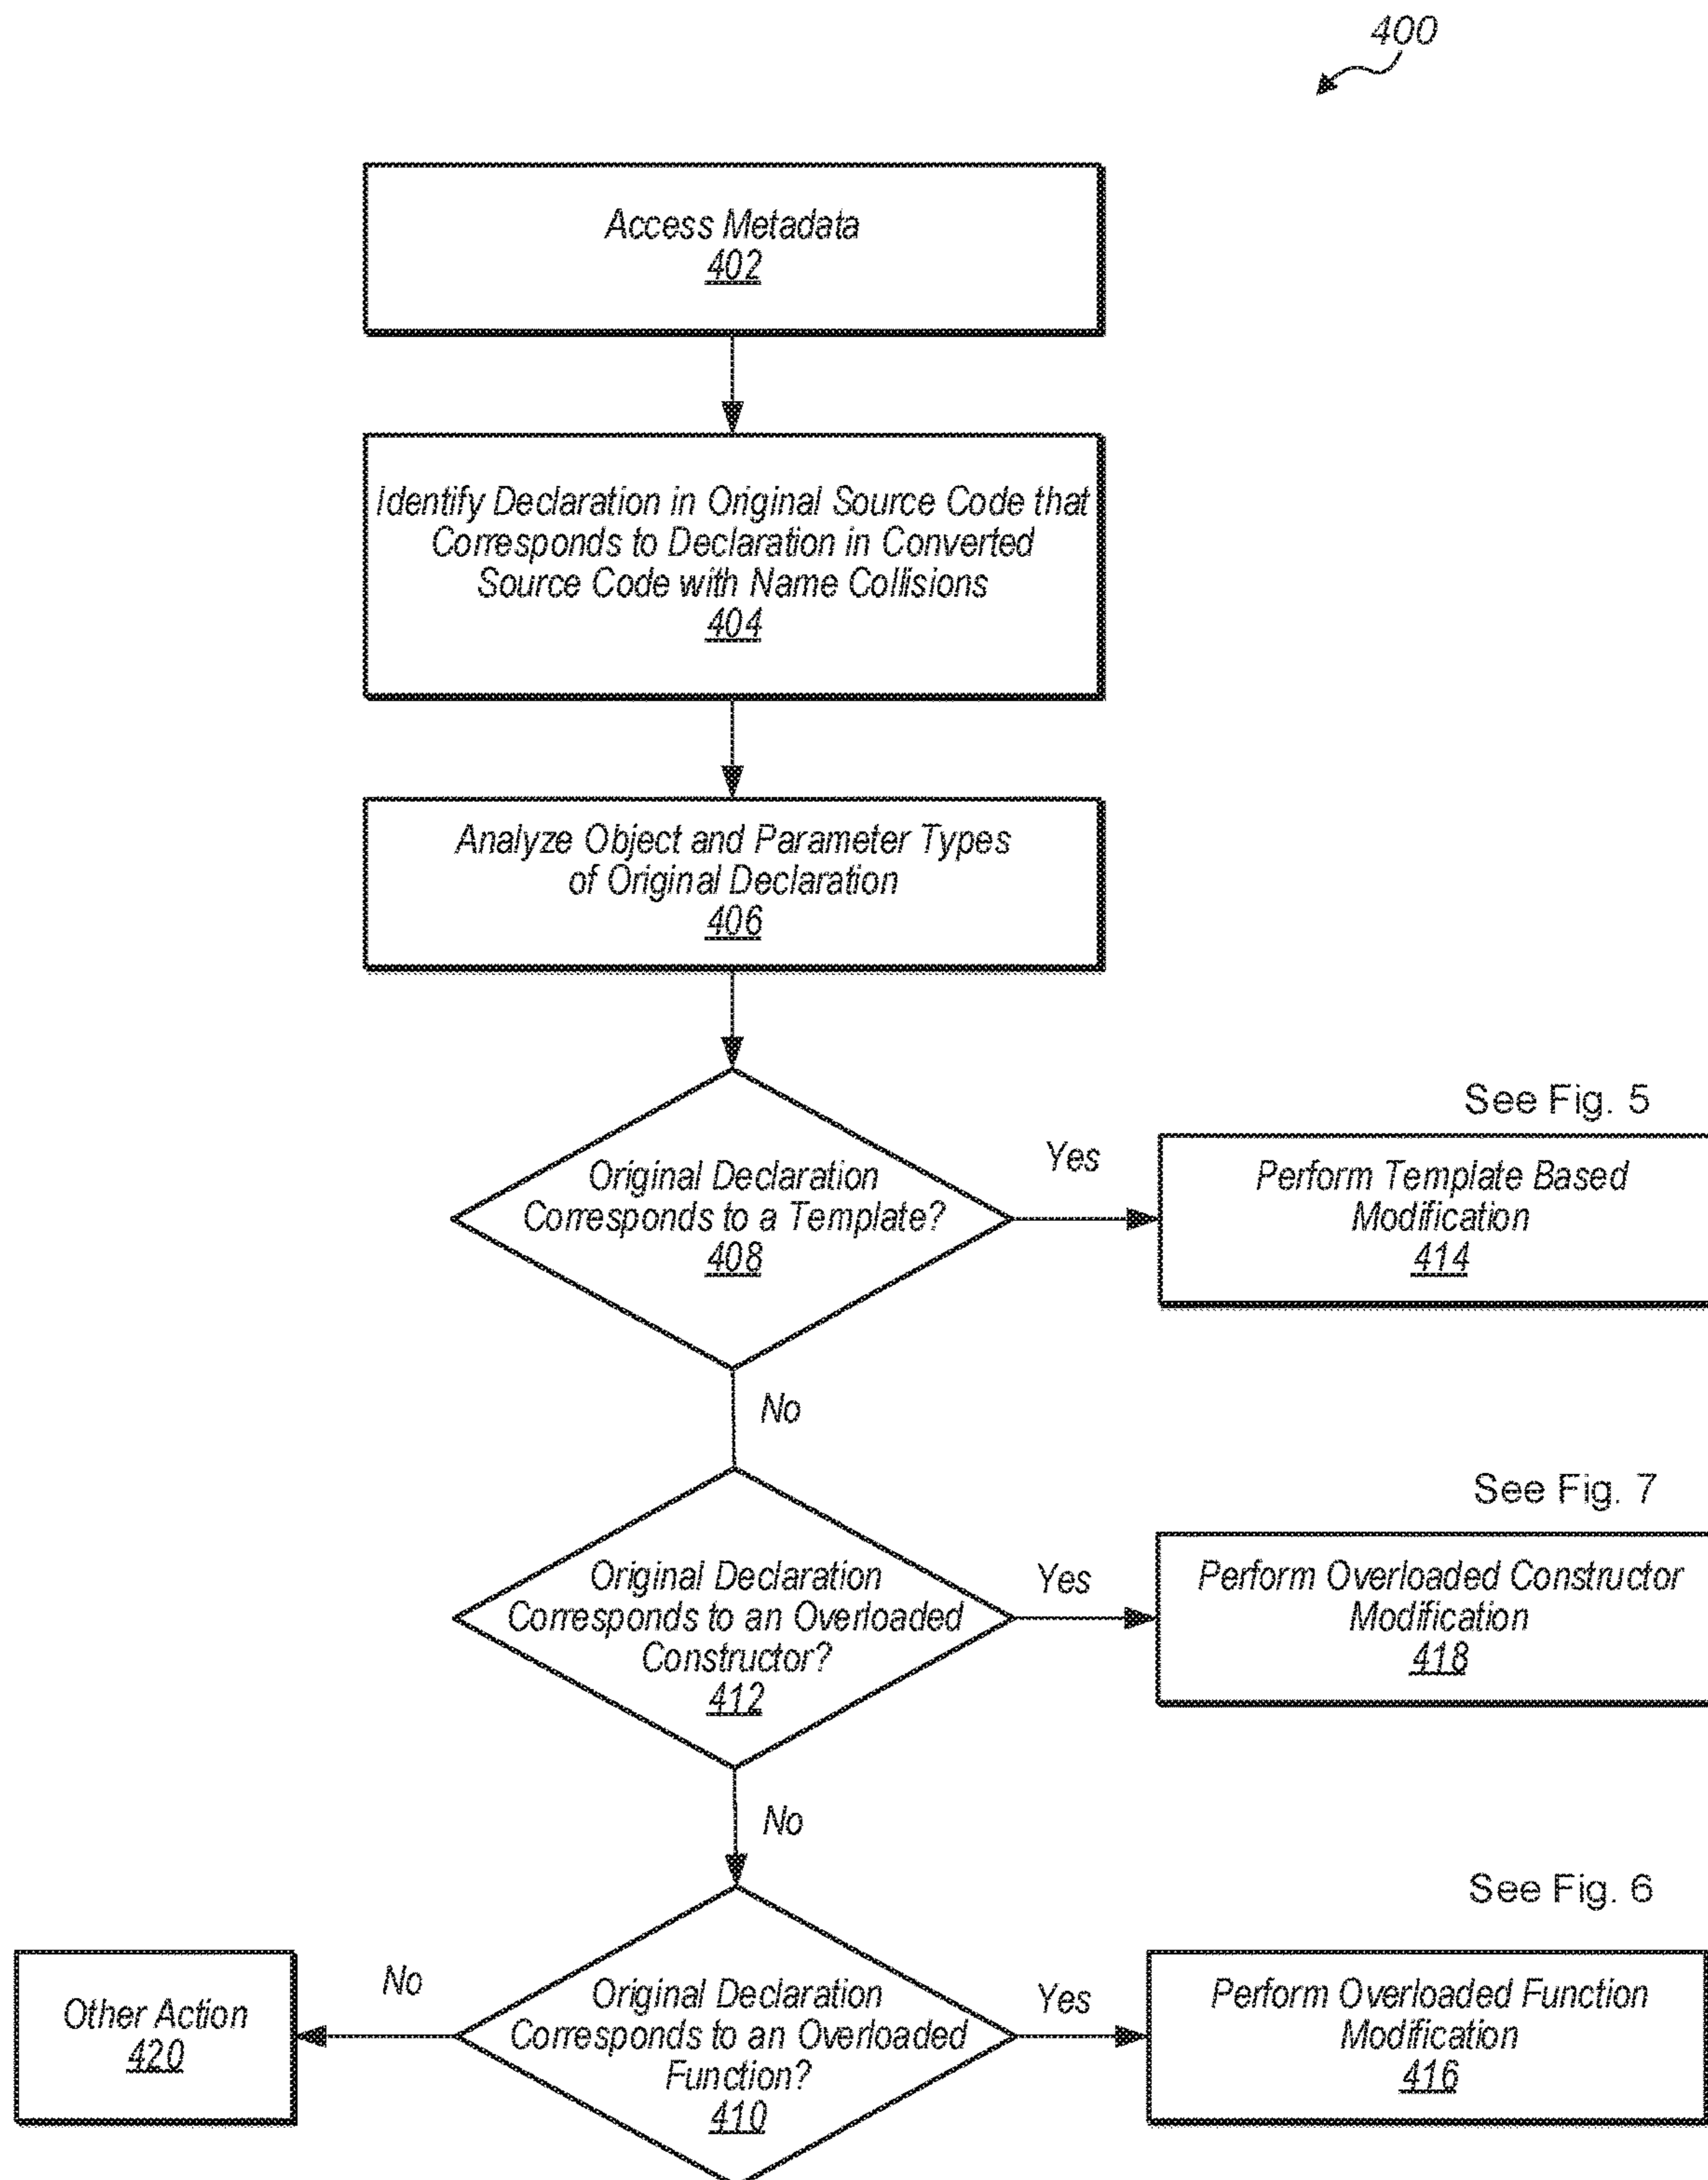 400
Access Metadata
402
Identify Declaration in Original Source Code that
Corresponds to Declaration in Converted
Source Code with Name Collisions
404
Analyze Object and Parameter Types
of Original Declaration
406
Original Declaration
Corresponds to a Template?
408
Yes
See Fig. 5
Perform Template Based
Modification
414
No
Original Declaration
Corresponds to an Overloaded
Constructor?
412
Yes
See Fig. 7
Perform Overloaded Constructor
Modification
418
No
Original Declaration
Corresponds to an Overloaded
Function?
410
Yes
See Fig. 6
Perform Overloaded Function
Modification
416
No
Other Action
420